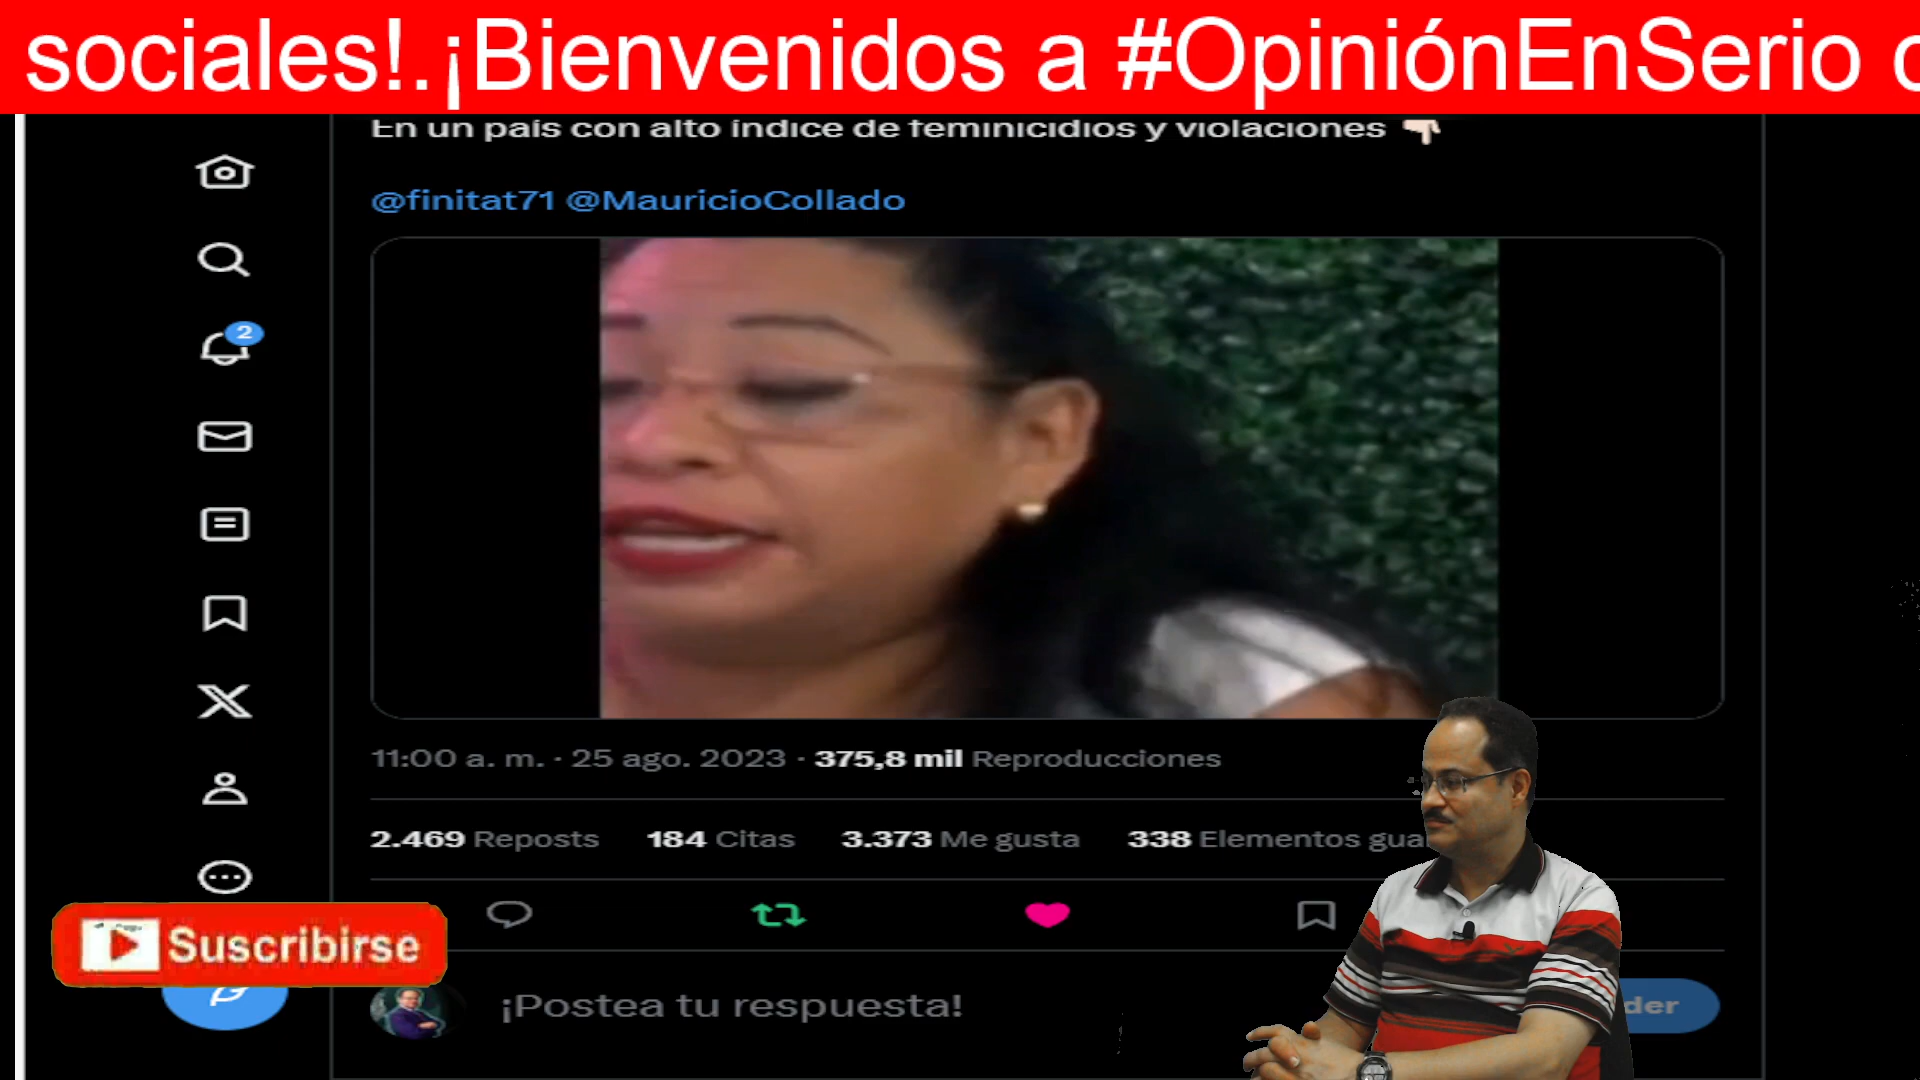 sociales!.¡Bienvenidos a #OpiniónEnSerio
En un país con alto índice de feminicidios y violaciones
@finitat71 @MauricioCollado
2
11:00 a. m. · 25 ago. 2023 · 375,8 mil Reproducciones
2.469 Reposts 184 Citas 3.373 Me gusta 338 Elementos gua
Suscribirse
¡Postea tu respuesta!
der